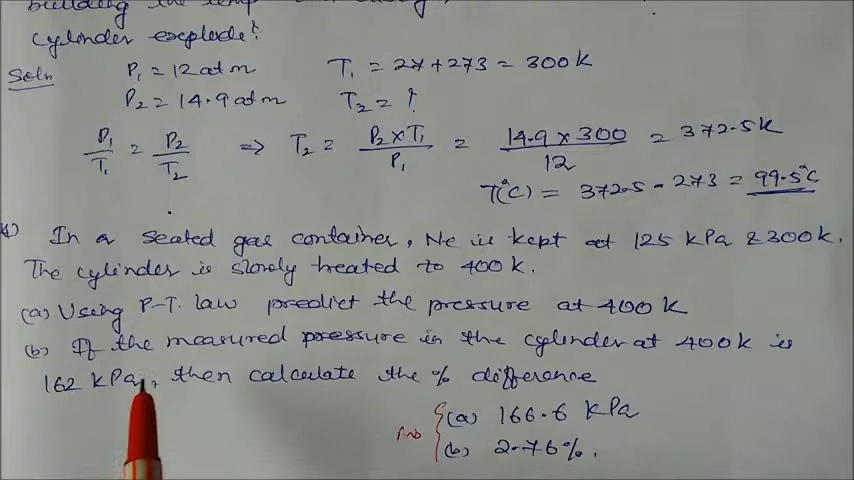 building the temp
cylinder explode?
Soln P₁ = 12 atm T₁ = 27 + 273 = 300 K
P₂ = 14.9 atm T₂ = ?
P₁/T₁ = P₂/T₂ ⇒ T₂ = P₂ × T₁/P₁ = 14.9 × 300/12 = 372.5 K
T(°C) = 372.5 - 273 = 99.5°C
In a sealed gas container, Ne is kept at 125 kPa & 300 K.
The cylinder is slowly heated to 400 K.
(a) Using P-T. law predict the pressure at 400 K
(b) If the measured pressure in the cylinder at 400 K is
162 kPa, then calculate the % difference
(a) 166.6 kPa
Ans
(b) 2.76%.